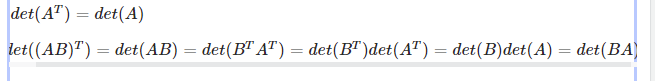 det(A^T) = det(A)
let((AB)^T) = det(AB) = det(B^T A^T) = det(B^T)det(A^T) = det(B)det(A) = det(BA)